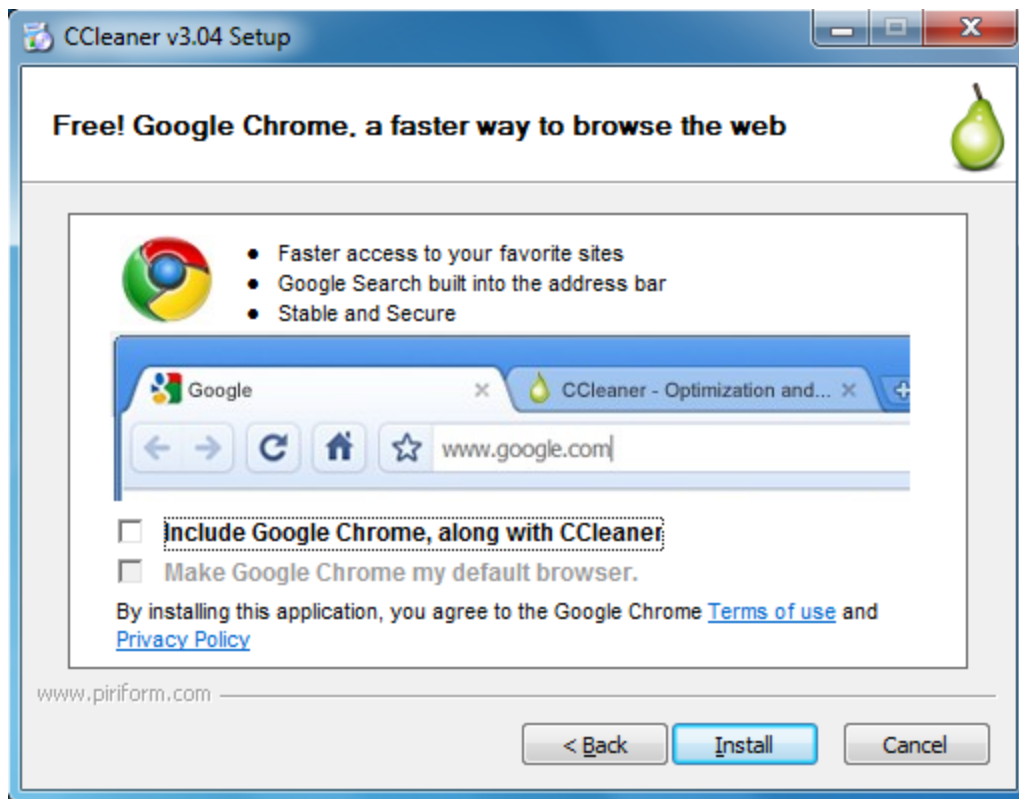 CCleaner v3.04 Setup
Free! Google Chrome, a faster way to browse the web
Faster access to your favorite sites
Google Search built into the address bar
Stable and Secure
Google
CCleaner - Optimization and...
www.google.com
Include Google Chrome, along with CCleaner
Make Google Chrome my default browser.
By installing this application, you agree to the Google Chrome Terms of use and
Privacy Policy
www.piriform.com
< Back
Install
Cancel